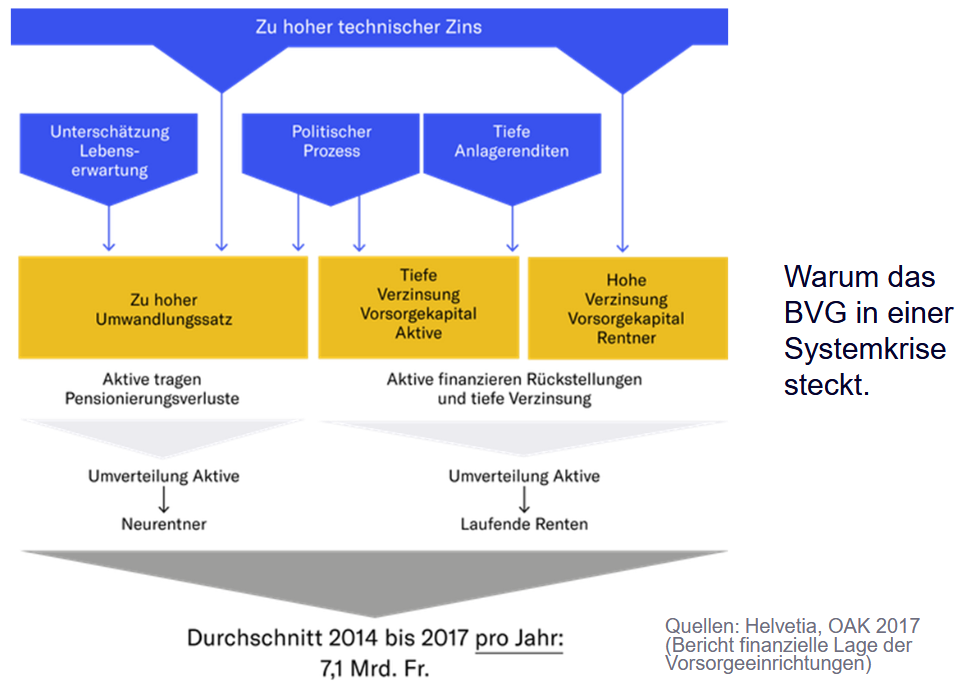 Zu hoher technischer Zins
Unterschätzung
Lebens-
erwartung
Politischer
Prozess
Tiefe
Anlagerenditen
Zu hoher
Umwandlungssatz
Tiefe
Verzinsung
Vorsorgekapital
Aktive
Hohe
Verzinsung
Vorsorgekapital
Rentner
Warum das
BVG in einer
Systemkrise
steckt.
Aktive tragen
Pensionierungsverluste
Aktive finanzieren Rückstellungen
und tiefe Verzinsung
Umverteilung Aktive
Neurentner
Umverteilung Aktive
Laufende Renten
Durchschnitt 2014 bis 2017 pro Jahr:
7,1 Mrd. Fr.
Quellen: Helvetia, OAK 2017
(Bericht finanzielle Lage der
Vorsorgeeinrichtungen)